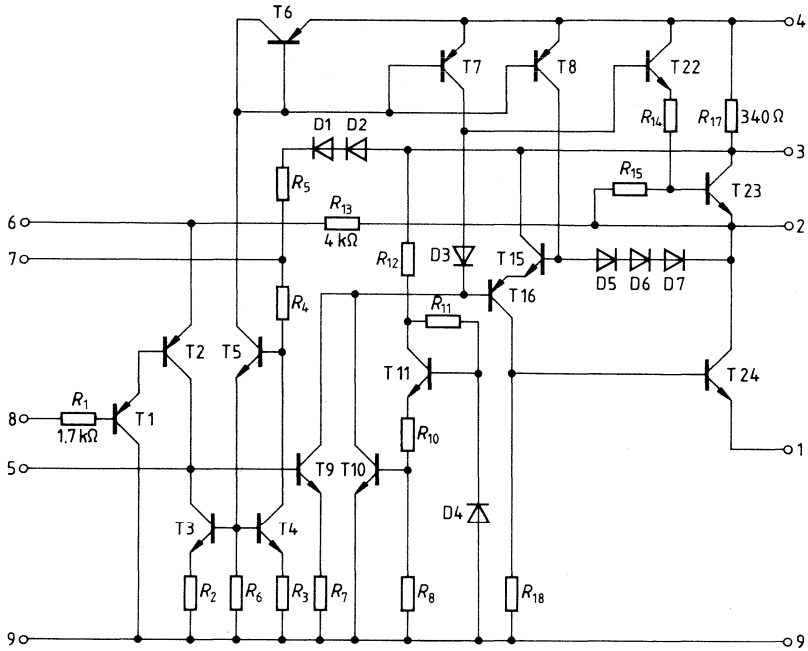 T6
4
T7
T8
T22
R14
R17
340 Ω
D1
D2
3
R5
R15
T23
6
R13
4 kΩ
2
7
R12
D3
T15
D5
D6
D7
R4
T16
R11
T2
T5
T11
T24
8
R1
1.7 kΩ
T1
R10
1
5
T9
T10
D4
T3
T4
R2
R6
R3
R7
R8
R18
9
9